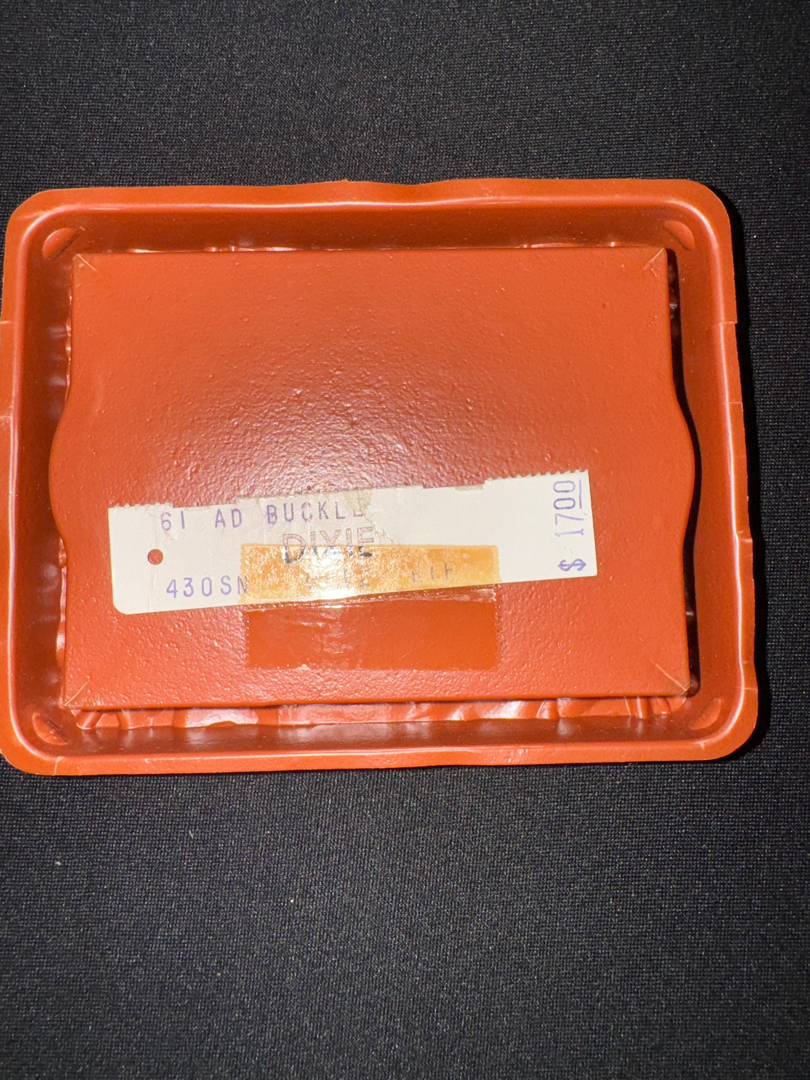 61 AD BUCKLE
DIXIE
430SN
$ 1700